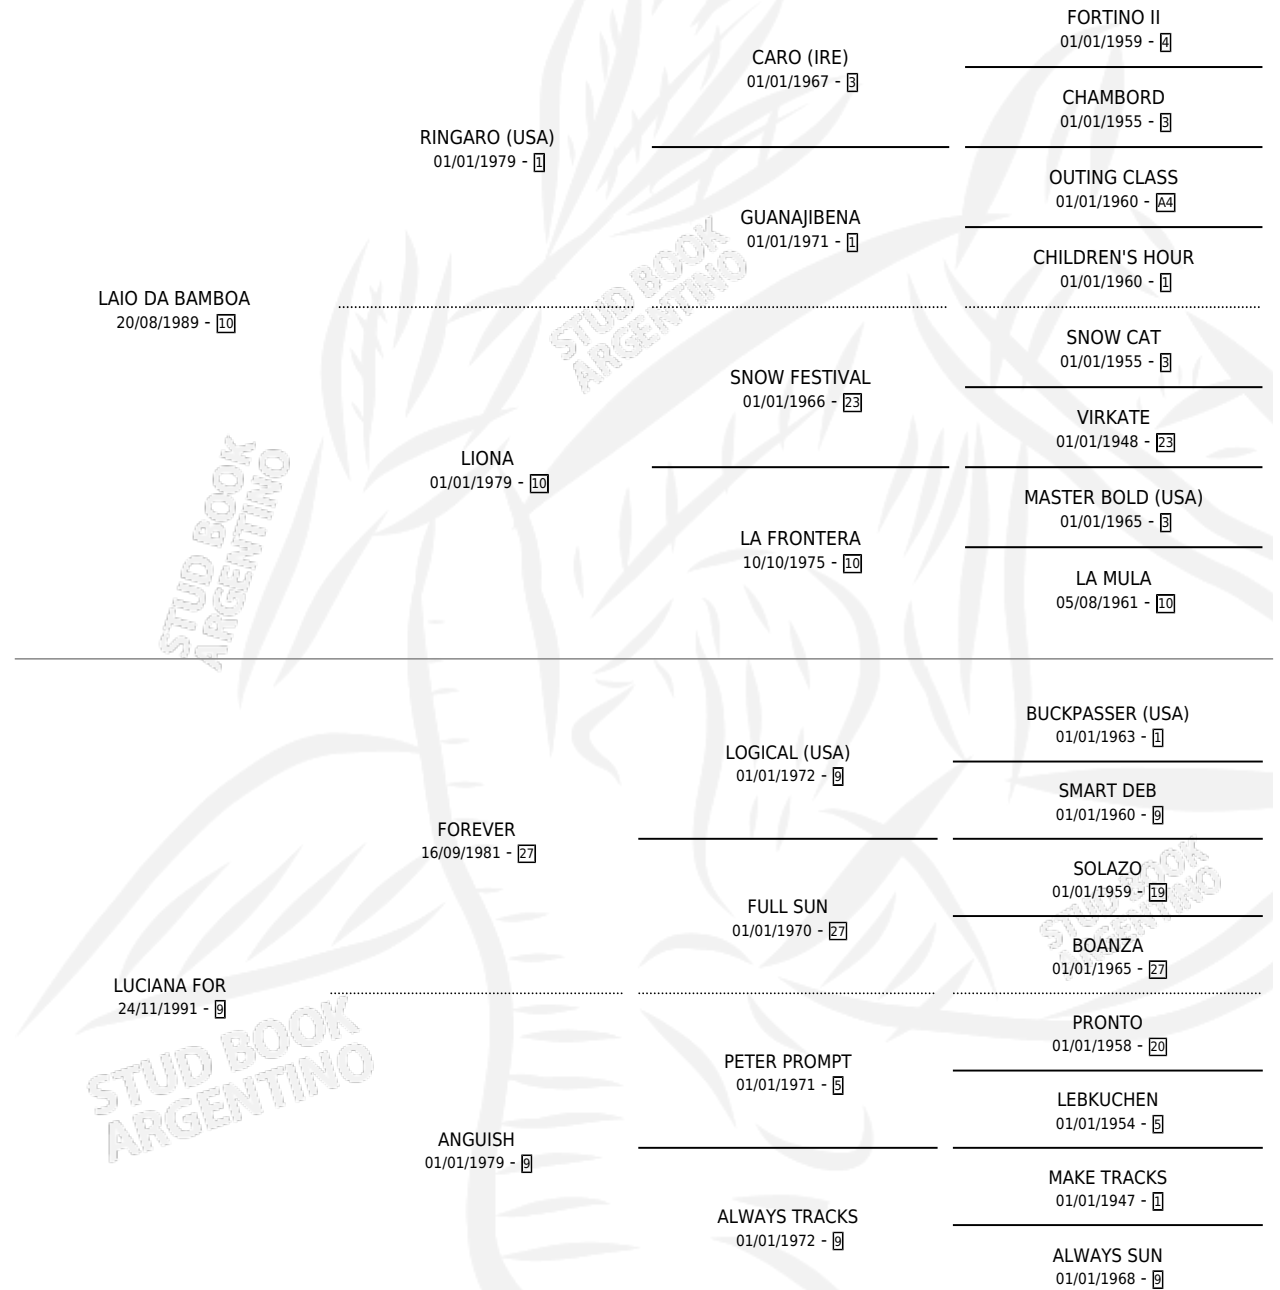 FORTINO II
01/01/1959 - 4
CARO (IRE)
01/01/1967 - 3
CHAMBORD
01/01/1955 - 3
RINGARO (USA)
01/01/1979 - 1
OUTING CLASS
01/01/1960 - A4
GUANAJIBENA
01/01/1971 - 1
CHILDREN'S HOUR
01/01/1960 - 1
LAIO DA BAMBOA
20/08/1989 - 10
SNOW CAT
01/01/1955 - 3
SNOW FESTIVAL
01/01/1966 - 23
VIRKATE
01/01/1948 - 23
LIONA
01/01/1979 - 10
MASTER BOLD (USA)
01/01/1965 - 3
LA FRONTERA
10/10/1975 - 10
LA MULA
05/08/1961 - 10
BUCKPASSER (USA)
01/01/1963 - 1
LOGICAL (USA)
01/01/1972 - 9
SMART DEB
01/01/1960 - 9
FOREVER
16/09/1981 - 27
SOLAZO
01/01/1959 - 19
FULL SUN
01/01/1970 - 27
BOANZA
01/01/1965 - 27
LUCIANA FOR
24/11/1991 - 9
PRONTO
01/01/1958 - 20
PETER PROMPT
01/01/1971 - 5
LEBKUCHEN
01/01/1954 - 5
ANGUISH
01/01/1979 - 9
MAKE TRACKS
01/01/1947 - 1
ALWAYS TRACKS
01/01/1972 - 9
ALWAYS SUN
01/01/1968 - 9
STUD BOOK
ARGENTINO
STUD BOOK
ARGENTINO
STUD BOOK
ARGENTINO
STUD BOOK
ARGENTINO